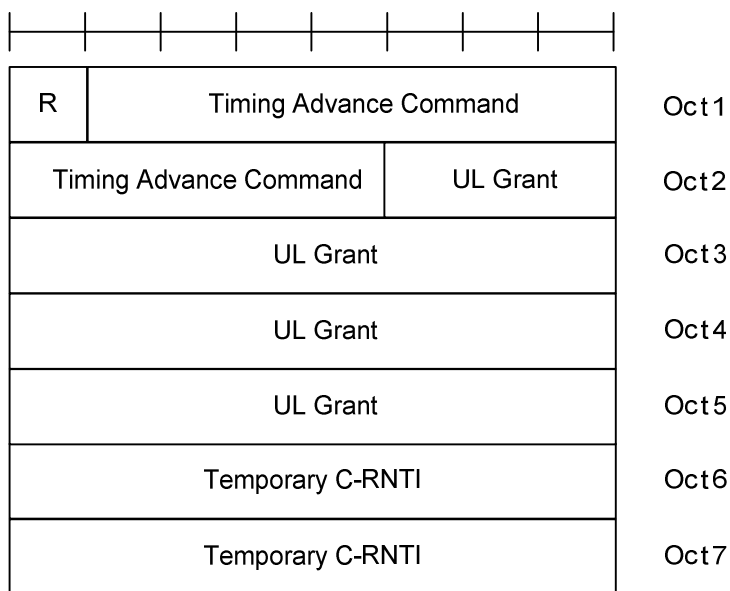 R Timing Advance Command Oct1
Timing Advance Command UL Grant Oct2
UL Grant Oct3
UL Grant Oct4
UL Grant Oct5
Temporary C-RNTI Oct6
Temporary C-RNTI Oct7